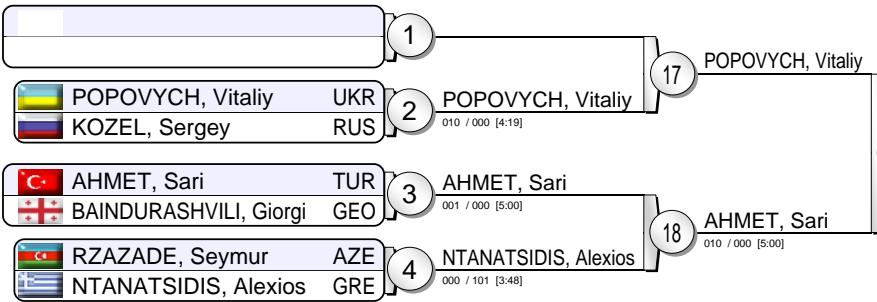 1
POPOVYCH, Vitaliy UKR
KOZEL, Sergey RUS
2
POPOVYCH, Vitaliy
010 / 000 [4:19]
17
POPOVYCH, Vitaliy
AHMET, Sari TUR
BAINDURASHVILI, Giorgi GEO
3
AHMET, Sari
001 / 000 [5:00]
RZAZADE, Seymur AZE
NTANATSIDIS, Alexios GRE
4
NTANATSIDIS, Alexios
000 / 101 [3:48]
18
AHMET, Sari
010 / 000 [5:00]